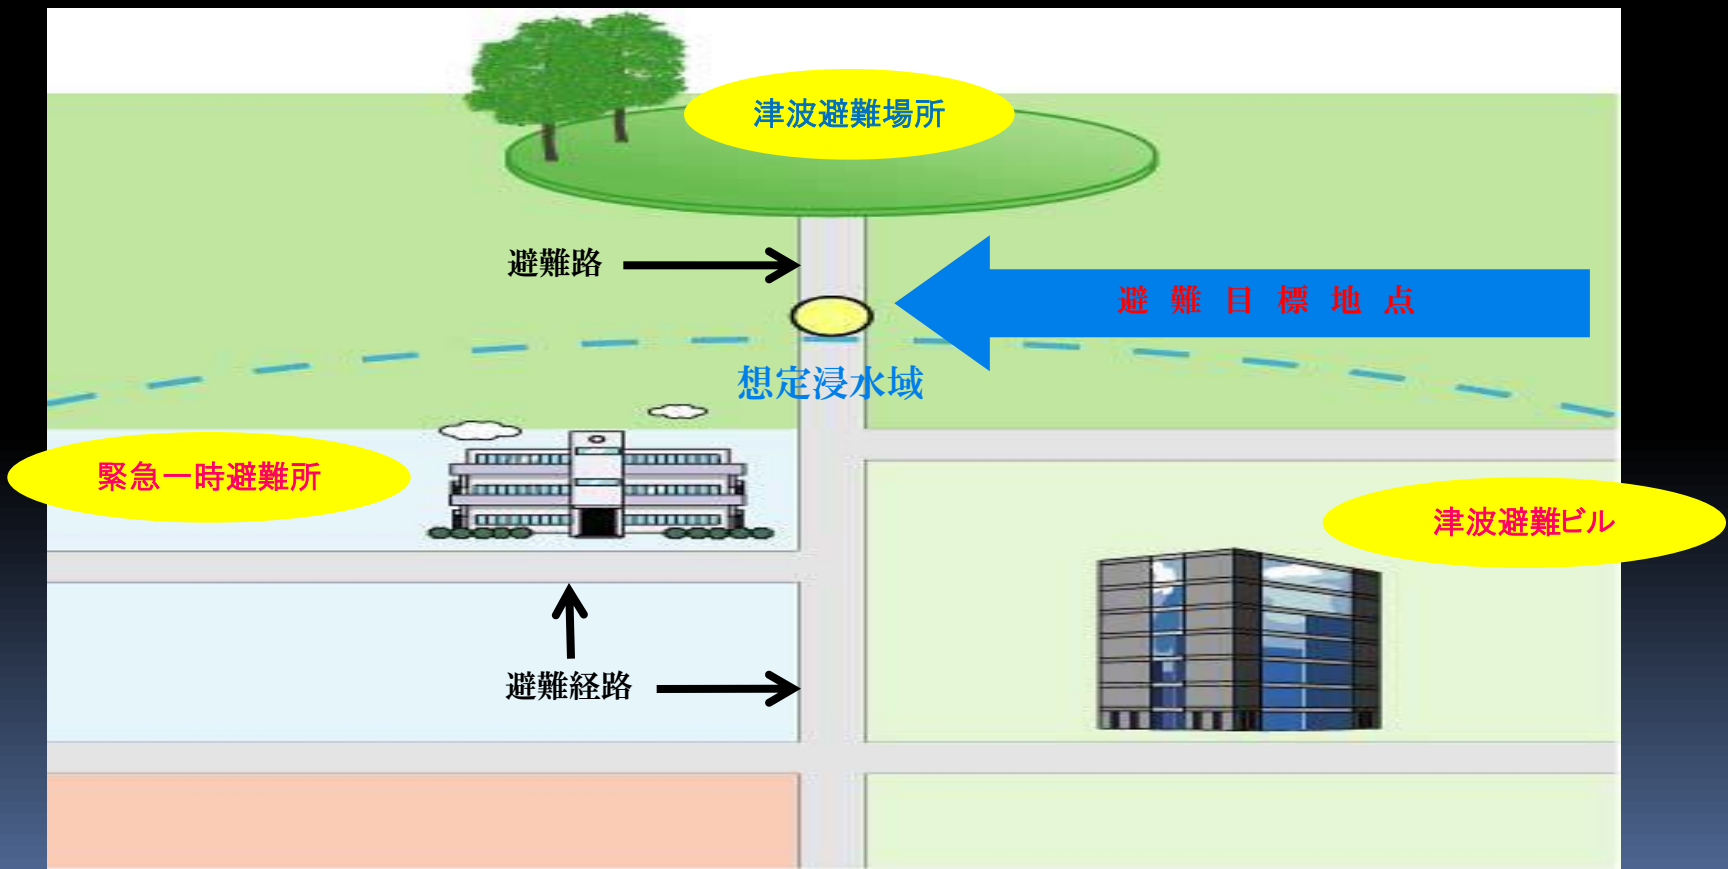 津波避難場所
避難路
避難目標地点
想定浸水域
緊急一時避難所
津波避難ビル
避難経路